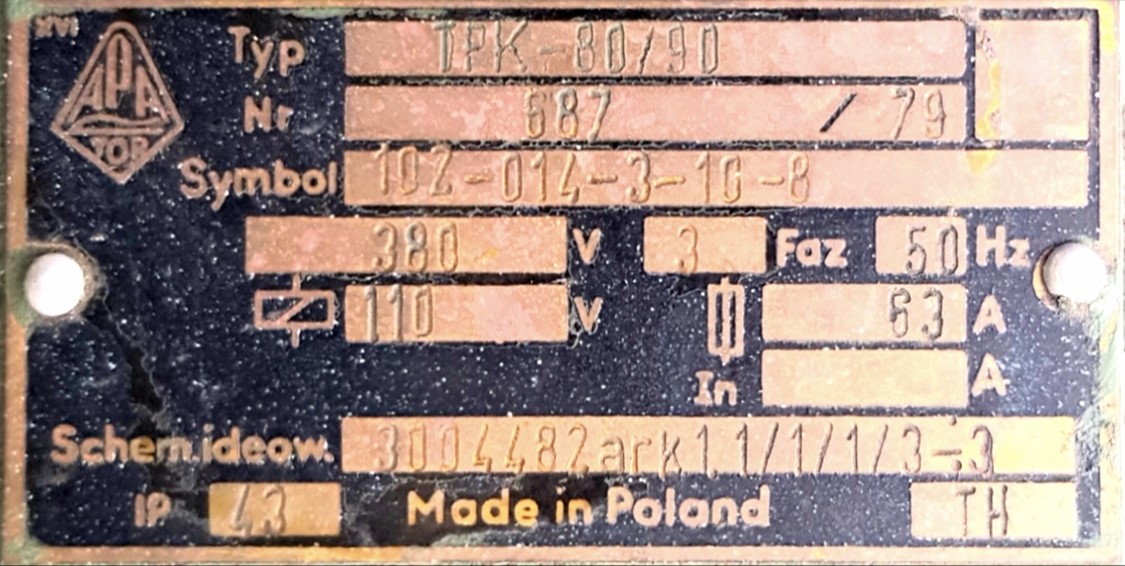 XVI
APA
TOR
Typ TPK-80/90
Nr 687 / 79
Symbol 102-014-3-10-8
380 V 3 Faz 50 Hz
110 V 63 A
In A
Schem.ideow. 3004482ark1.1/1/1/3÷3
IP 43 Made in Poland TH